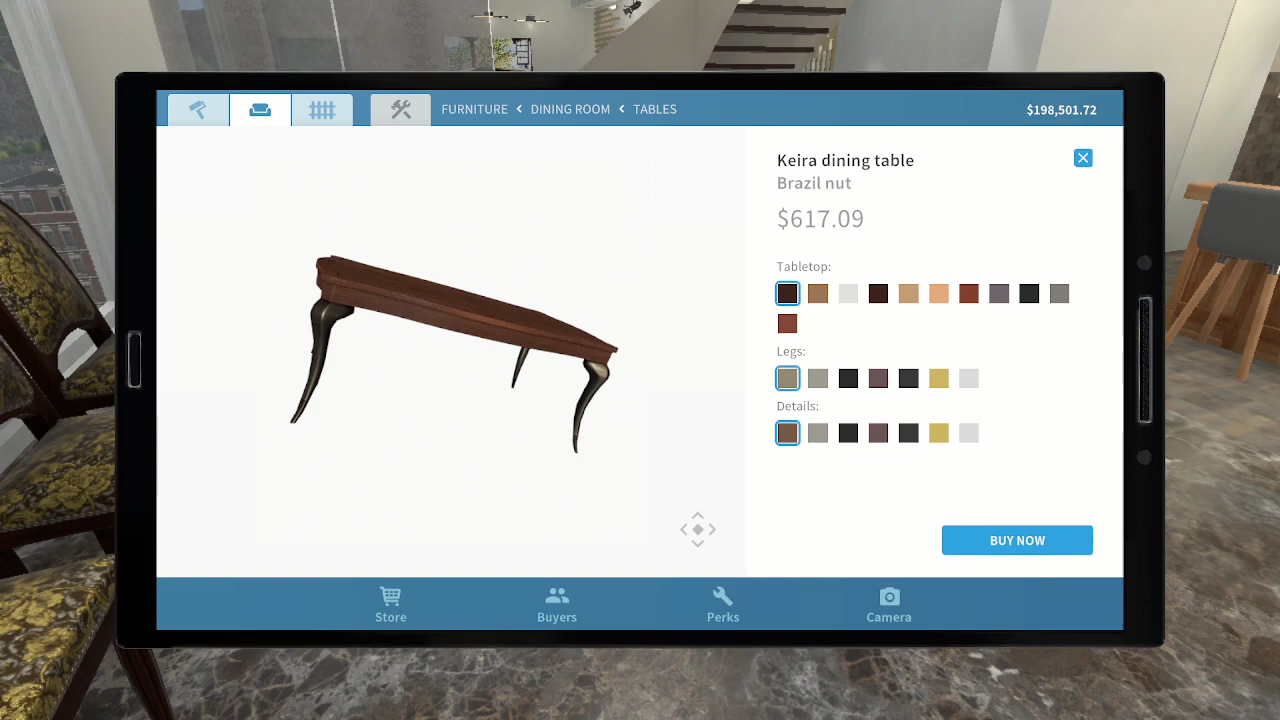 FURNITURE < DINING ROOM < TABLES
$198,501.72
Keira dining table
Brazil nut
$617.09
Tabletop:
Legs:
Details:
BUY NOW
Store
Buyers
Perks
Camera